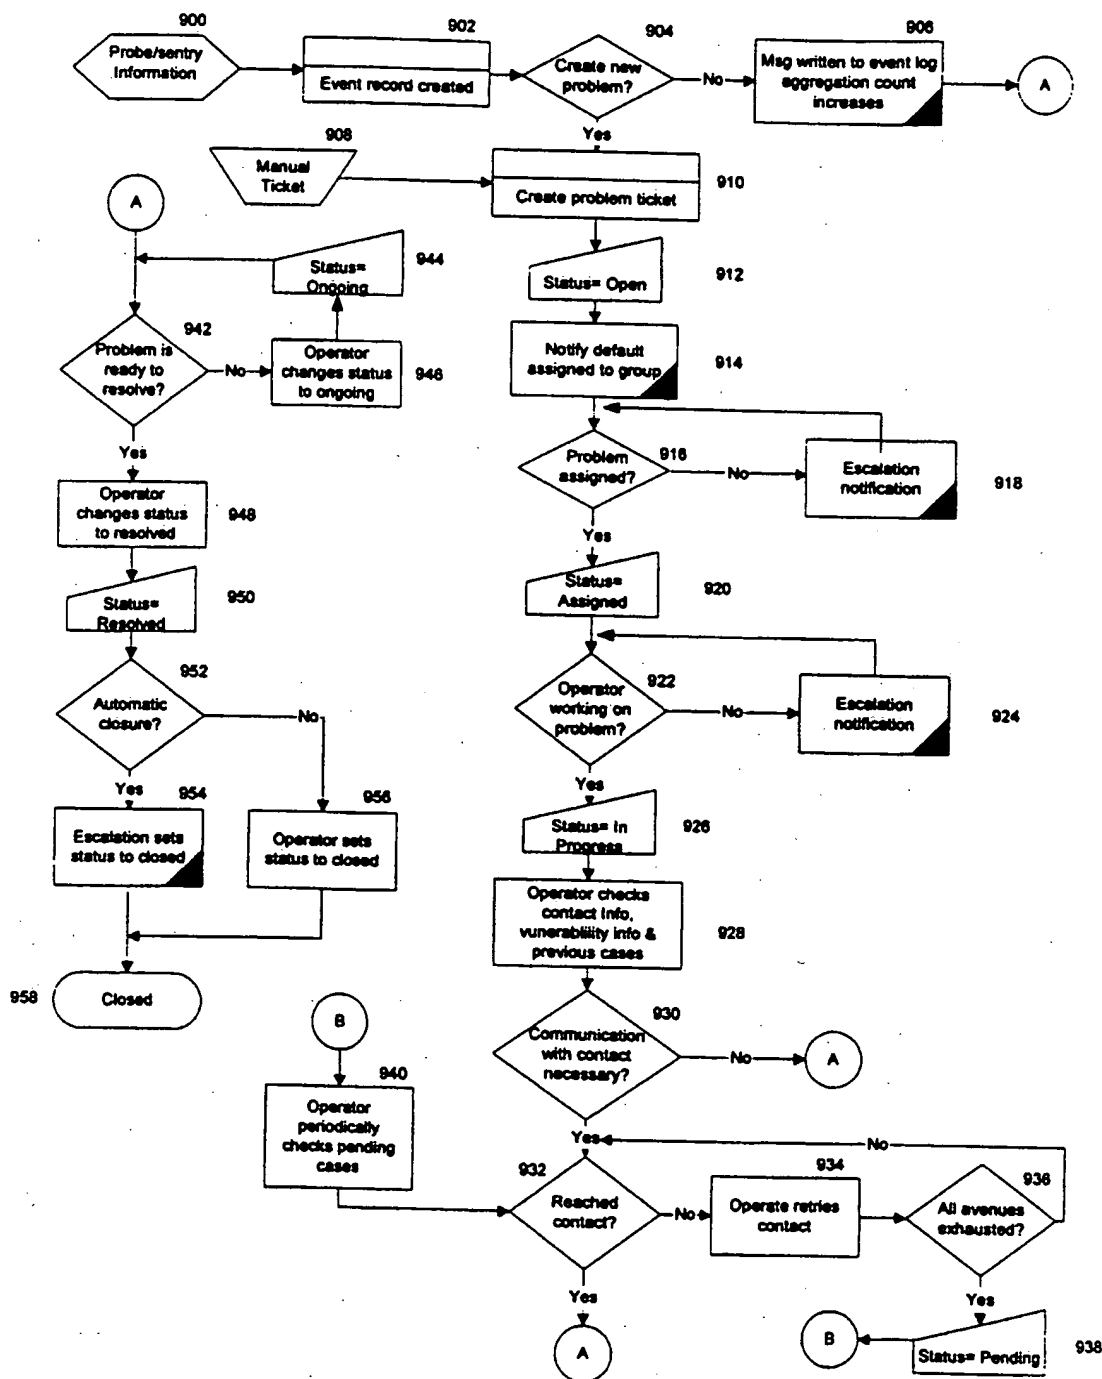 900
Probe/sentry
Information
902
Event record created
904
Create new
problem?
No
906
Msg written to event log
aggregation count
increases
A
Yes
908
Manual
Ticket
910
Create problem ticket
912
Status= Open
914
Notify default
assigned to group
916
Problem
assigned?
No
918
Escalation
notification
Yes
920
Status=
Assigned
922
Operator
working on
problem?
No
924
Escalation
notification
Yes
926
Status= In
Progress
928
Operator checks
contact info,
vunerablility info &
previous cases
930
Communication
with contact
necessary?
No
A
Yes
932
Reached
contact?
No
934
Operate retries
contact
936
All avenues
exhausted?
No
Yes
938
Status= Pending
B
Yes
A
B
940
Operator
periodically
checks pending
cases
A
942
Problem is
ready to
resolve?
No
946
Operator
changes status
to ongoing
944
Status=
Ongoing
Yes
948
Operator
changes status
to resolved
950
Status=
Resolved
952
Automatic
closure?
No
Yes
954
Escalation sets
status to closed
956
Operator sets
status to closed
958
Closed